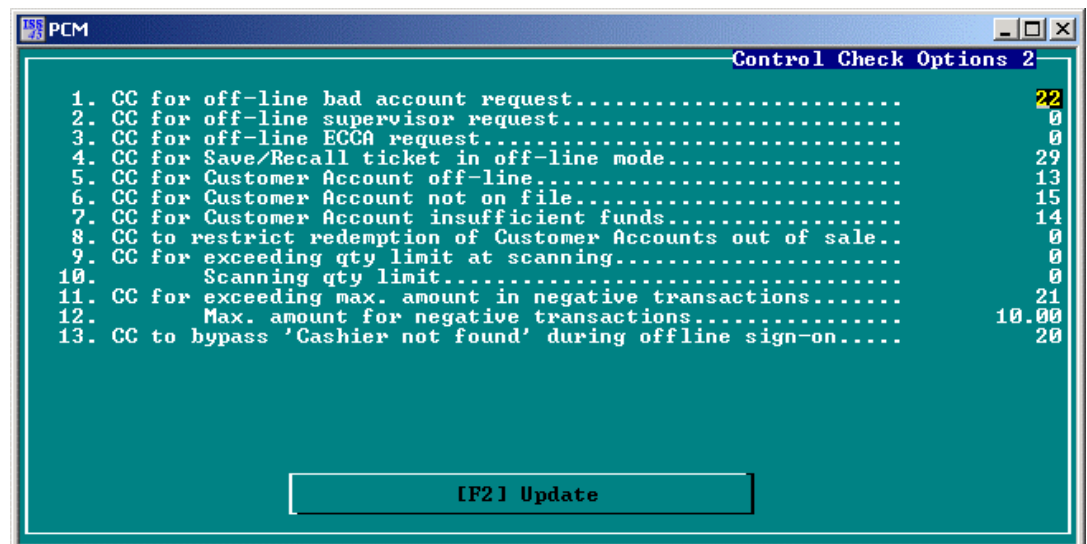 ISS 45 PCM
Control Check Options 2
1. CC for off-line bad account request......................... 22
2. CC for off-line supervisor request.......................... 0
3. CC for off-line ECCA request................................ 0
4. CC for Save/Recall ticket in off-line mode.................. 29
5. CC for Customer Account off-line............................ 13
6. CC for Customer Account not on file......................... 15
7. CC for Customer Account insufficient funds.................. 14
8. CC to restrict redemption of Customer Accounts out of sale.. 0
9. CC for exceeding qty limit at scanning...................... 0
10. Scanning qty limit................................... 0
11. CC for exceeding max. amount in negative transactions....... 21
12. Max. amount for negative transactions................ 10.00
13. CC to bypass 'Cashier not found' during offline sign-on..... 20
[F2] Update